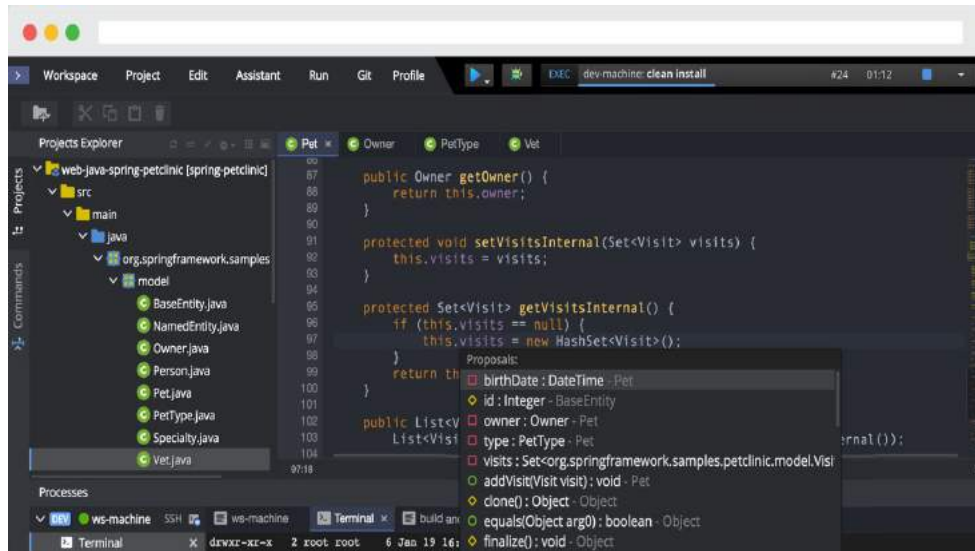 Workspace Project Edit Assistant Run Git Profile EXEC dev-machine: clean install #24 01:12
Projects Explorer
Pet × Owner PetType Vet
Projects
Commands
web-java-spring-petclinic [spring-petclinic]
src
main
java
org.springframework.samples
model
BaseEntity.java
NamedEntity.java
Owner.java
Person.java
Pet.java
PetType.java
Specialty.java
Vet.java
87 public Owner getOwner() {
88 return this.owner;
89 }
90
91 protected void setVisitsInternal(Set<Visit> visits) {
92 this.visits = visits;
93 }
94
95 protected Set<Visit> getVisitsInternal() {
96 if (this.visits == null) {
97 this.visits = new HashSet<Visit>();
98 }
99 return th
100 }
101
102 public List<V
103 List<Visi ernal());
104
97:18
Proposals:
birthDate : DateTime - Pet
id : Integer - BaseEntity
owner : Owner - Pet
type : PetType - Pet
visits : Set<org.springframework.samples.petclinic.model.Visi
addVisit(Visit visit) : void - Pet
clone() : Object - Object
equals(Object arg0) : boolean - Object
finalize() : void - Object
Processes
DEV ws-machine SSH ws-machine Terminal × build an
Terminal × drwxr-xr-x 2 root root 6 Jan 19 16: